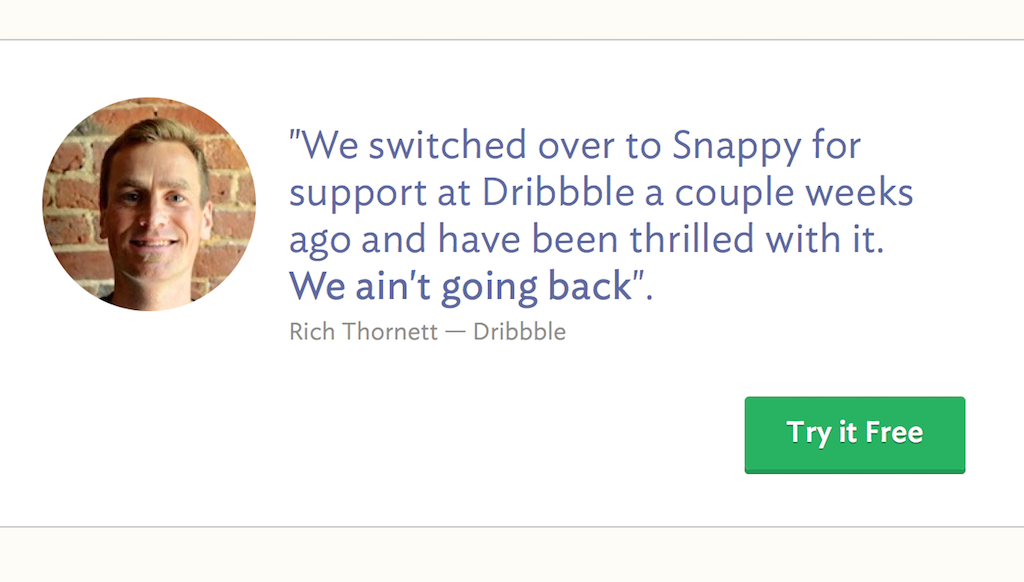 "We switched over to Snappy for
support at Dribbble a couple weeks
ago and have been thrilled with it.
We ain't going back".
Rich Thornett — Dribbble
Try it Free